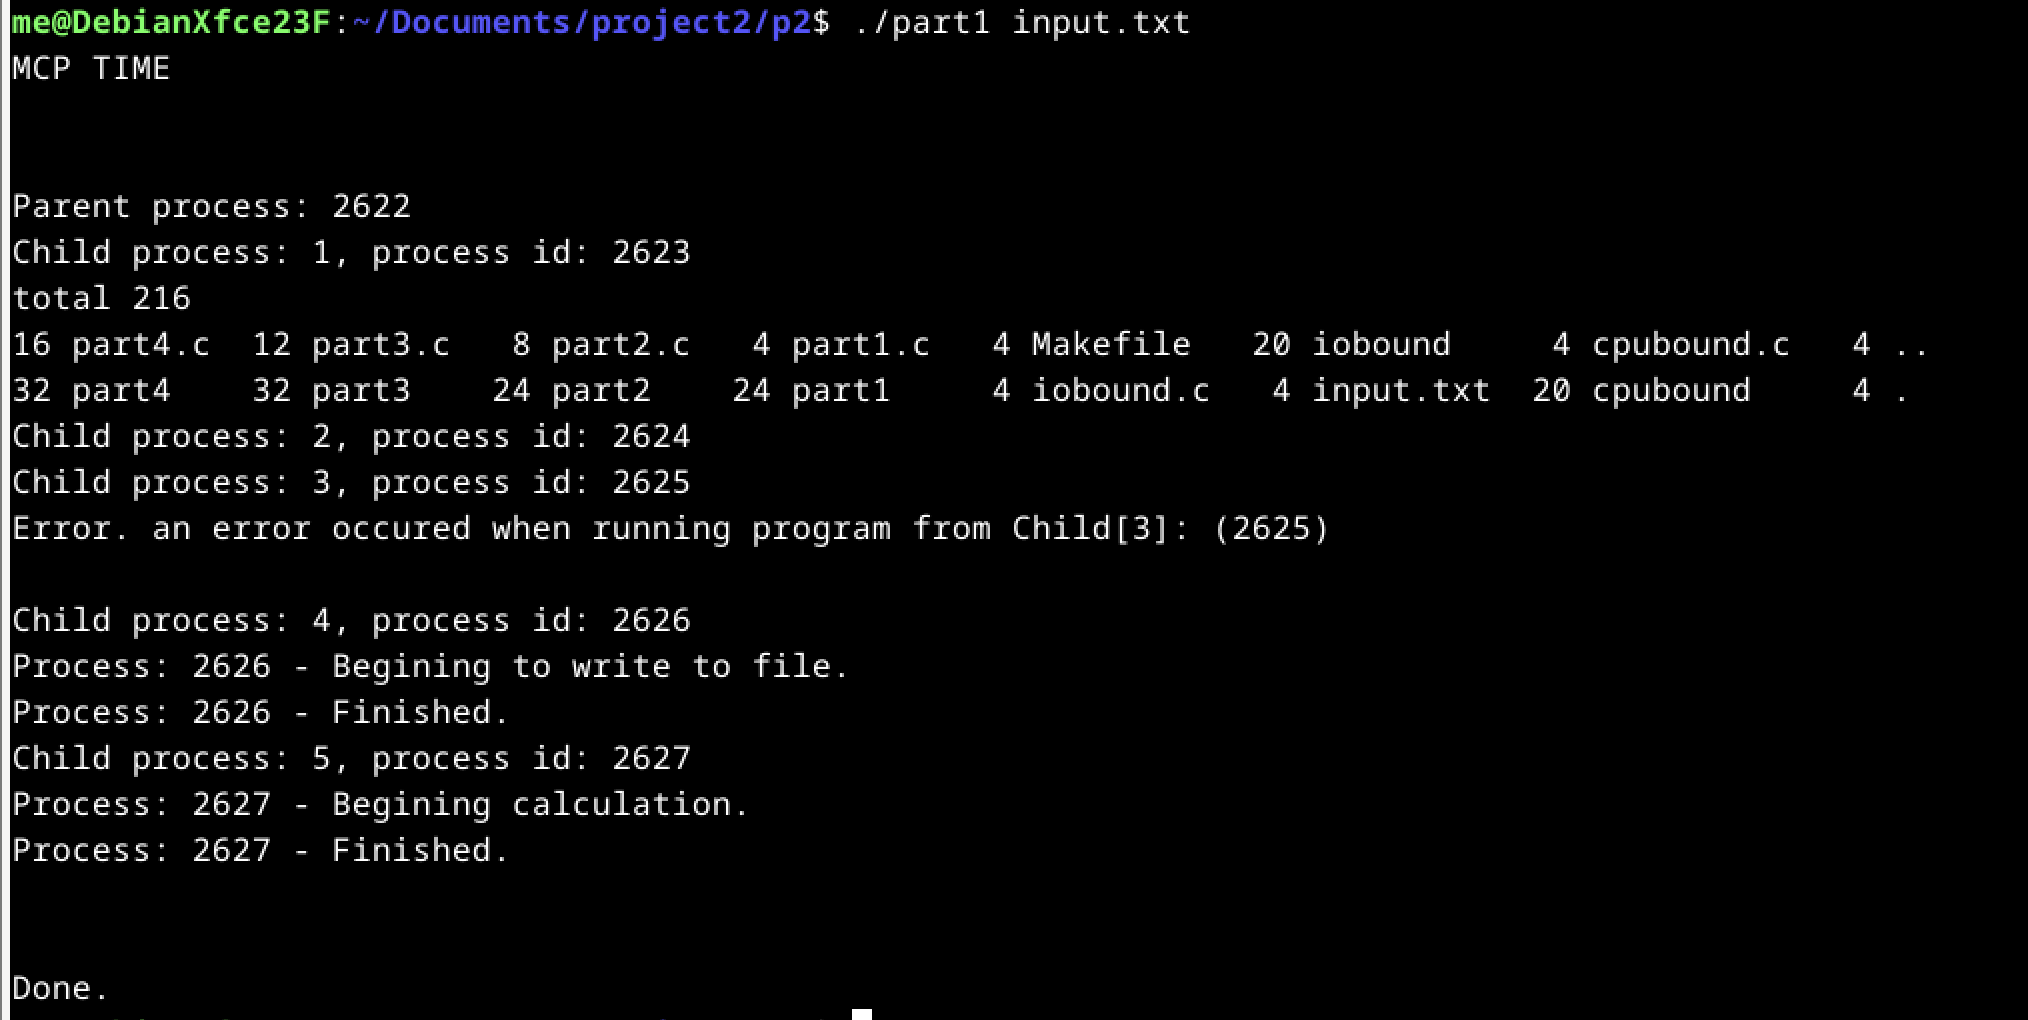 me@DebianXfce23F:~/Documents/project2/p2$ ./part1 input.txt
MCP TIME
Parent process: 2622
Child process: 1, process id: 2623
total 216
16 part4.c  12 part3.c   8 part2.c   4 part1.c   4 Makefile   20 iobound     4 cpubound.c   4 ..
32 part4    32 part3    24 part2    24 part1     4 iobound.c   4 input.txt  20 cpubound     4 .
Child process: 2, process id: 2624
Child process: 3, process id: 2625
Error. an error occured when running program from Child[3]: (2625)
Child process: 4, process id: 2626
Process: 2626 - Begining to write to file.
Process: 2626 - Finished.
Child process: 5, process id: 2627
Process: 2627 - Begining calculation.
Process: 2627 - Finished.
Done.